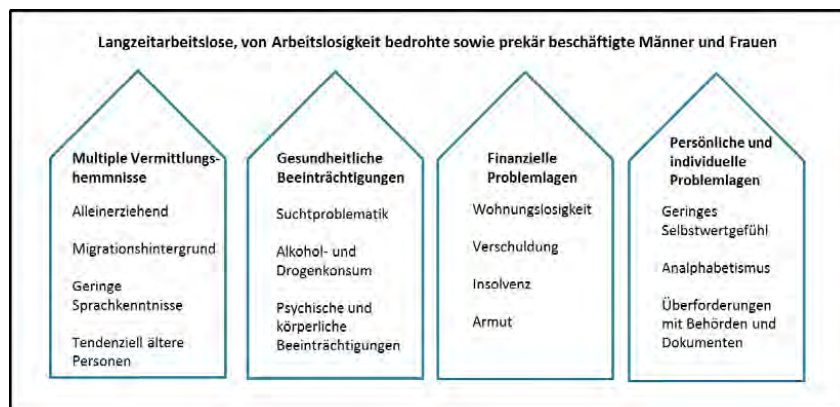 Langzeitarbeitslose, von Arbeitslosigkeit bedrohte sowie prekär beschäftigte Männer und Frauen
Multiple Vermittlungs-
hemmnisse
Alleinerziehend
Migrationshintergrund
Geringe
Sprachkenntnisse
Tendenziell ältere
Personen
Gesundheitliche
Beeinträchtigungen
Suchtproblematik
Alkohol- und
Drogenkonsum
Psychische und
körperliche
Beeinträchtigungen
Finanzielle
Problemlagen
Wohnungslosigkeit
Verschuldung
Insolvenz
Armut
Persönliche und
individuelle
Problemlagen
Geringes
Selbstwertgefühl
Analphabetismus
Überforderungen
mit Behörden und
Dokumenten